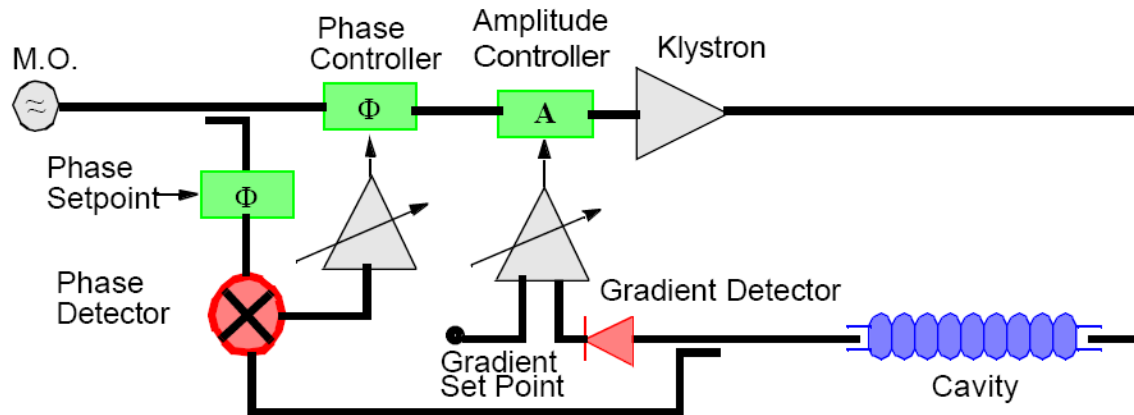 M.O.
Phase
Controller
Amplitude
Controller
Klystron
≈
Φ
A
Phase
Setpoint
Φ
Phase
Detector
Gradient Detector
Gradient
Set Point
Cavity